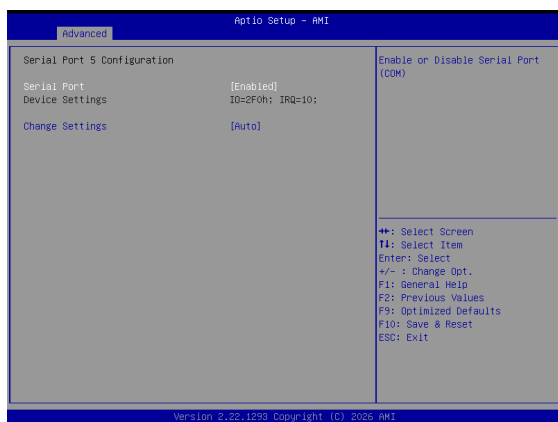 Aptio Setup - AMI
Advanced
Serial Port 5 Configuration
Serial Port [Enabled]
Device Settings IO=2F0h; IRQ=10;
Change Settings [Auto]
Enable or Disable Serial Port
(COM)
→←: Select Screen
↑↓: Select Item
Enter: Select
+/- : Change Opt.
F1: General Help
F2: Previous Values
F9: Optimized Defaults
F10: Save & Reset
ESC: Exit
Version 2.22.1293 Copyright (C) 2026 AMI